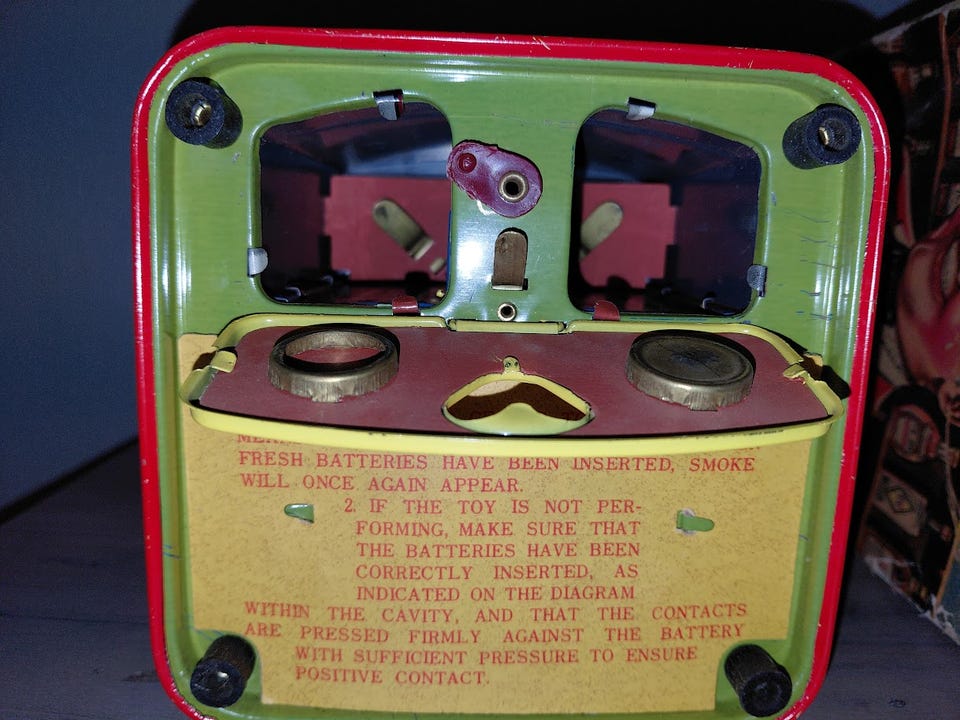 FRESH BATTERIES HAVE BEEN INSERTED, SMOKE
WILL ONCE AGAIN APPEAR.
2. IF THE TOY IS NOT PER-
FORMING, MAKE SURE THAT
THE BATTERIES HAVE BEEN
CORRECTLY INSERTED, AS
INDICATED ON THE DIAGRAM
WITHIN THE CAVITY, AND THAT THE CONTACTS
ARE PRESSED FIRMLY AGAINST THE BATTERY
WITH SUFFICIENT PRESSURE TO ENSURE
POSITIVE CONTACT.